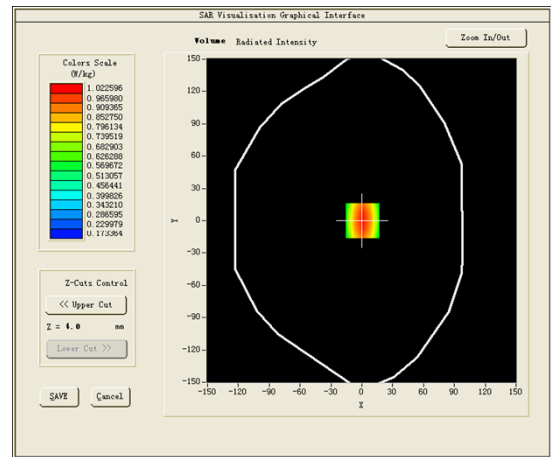 SAR Visualisation Graphical Interface
Volume Radiated Intensity
Zoom In/Out
Colors Scale
(W/kg)
1.022596
0.965980
0.909365
0.852750
0.796134
0.739519
0.682903
0.626288
0.569672
0.513057
0.456441
0.399826
0.343210
0.286595
0.229979
0.173364
Z-Cuts Control
<< Upper Cut
Z = 4.0 mm
Lower Cut >>
SAVE Cancel
150
120
90
60
30
0
-30
-60
-90
-120
-150
Y
-150 -120 -90 -60 -30 0 30 60 90 120 150
X